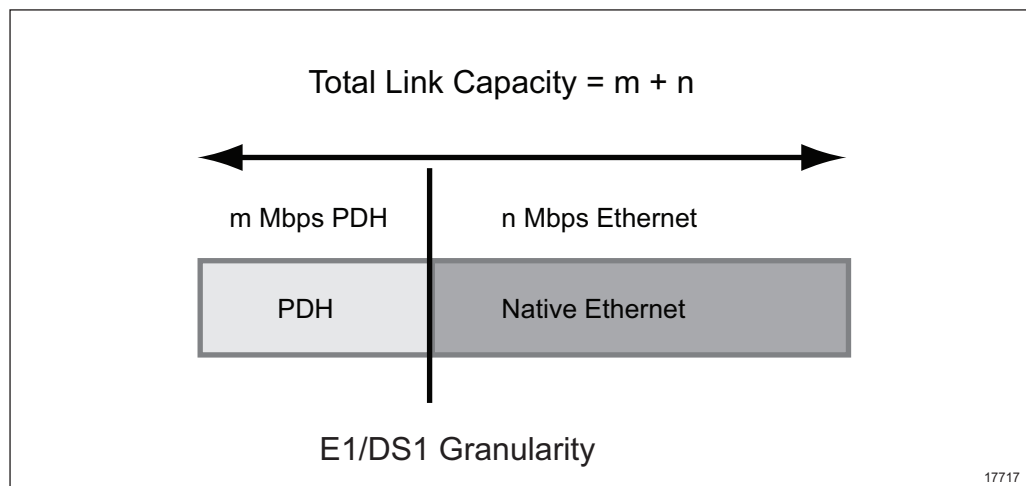 Total Link Capacity = m + n
m Mbps PDH
n Mbps Ethernet
PDH
Native Ethernet
E1/DS1 Granularity
17717